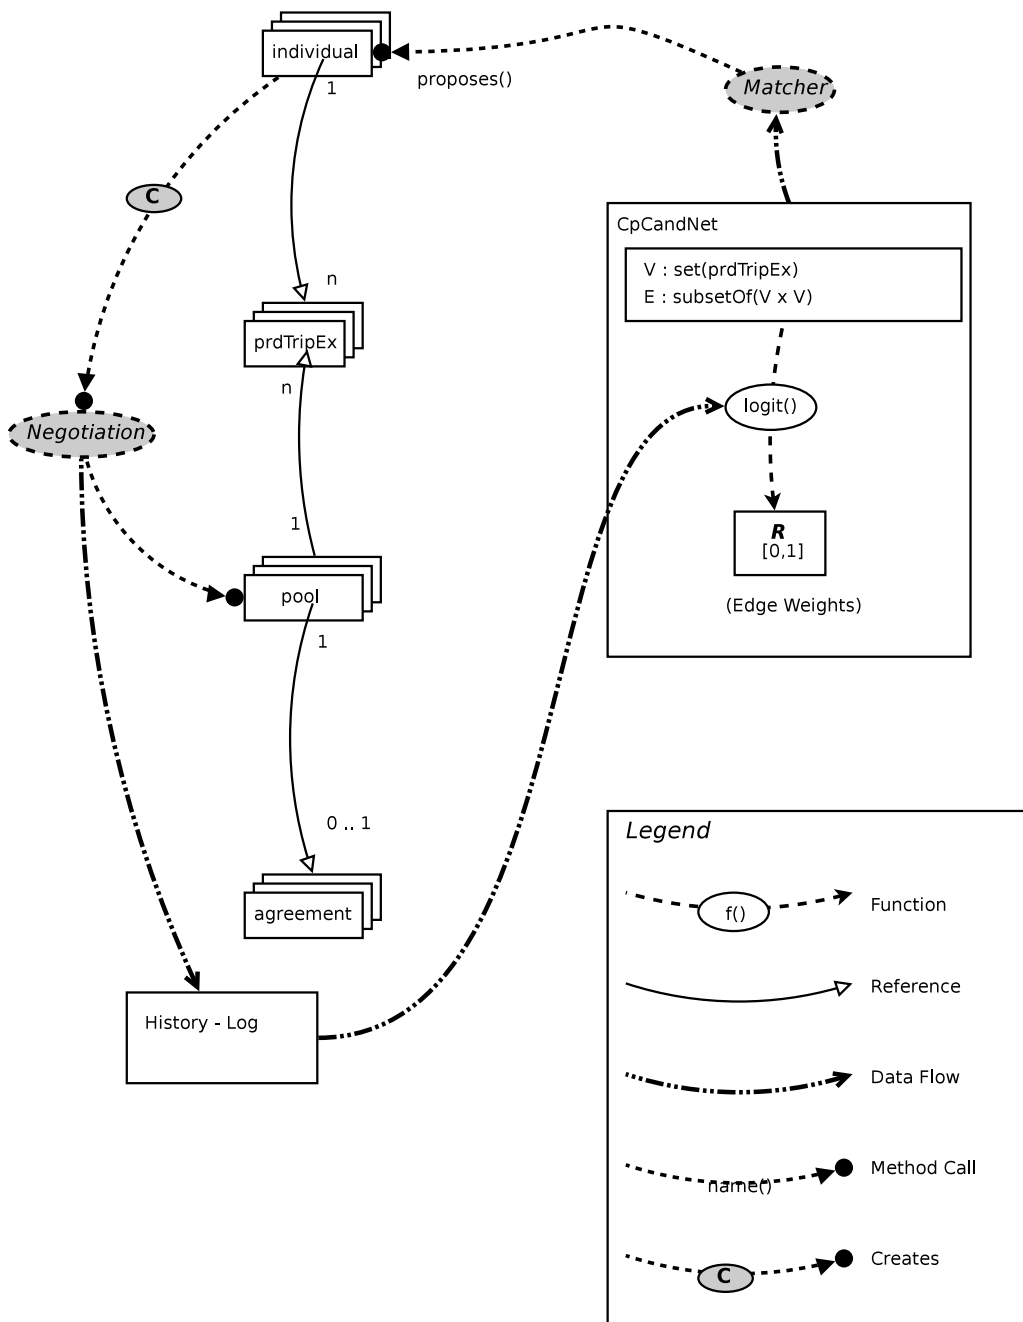 individual
1
proposes()
Matcher
C
CpCandNet
V : set(prdTripEx)
E : subsetOf(V x V)
n
prdTripEx
n
logit()
Negotiation
1
R
[0,1]
pool
(Edge Weights)
1
0 .. 1
agreement
History - Log
Legend
f()
Function
Reference
Data Flow
name()
Method Call
C
Creates